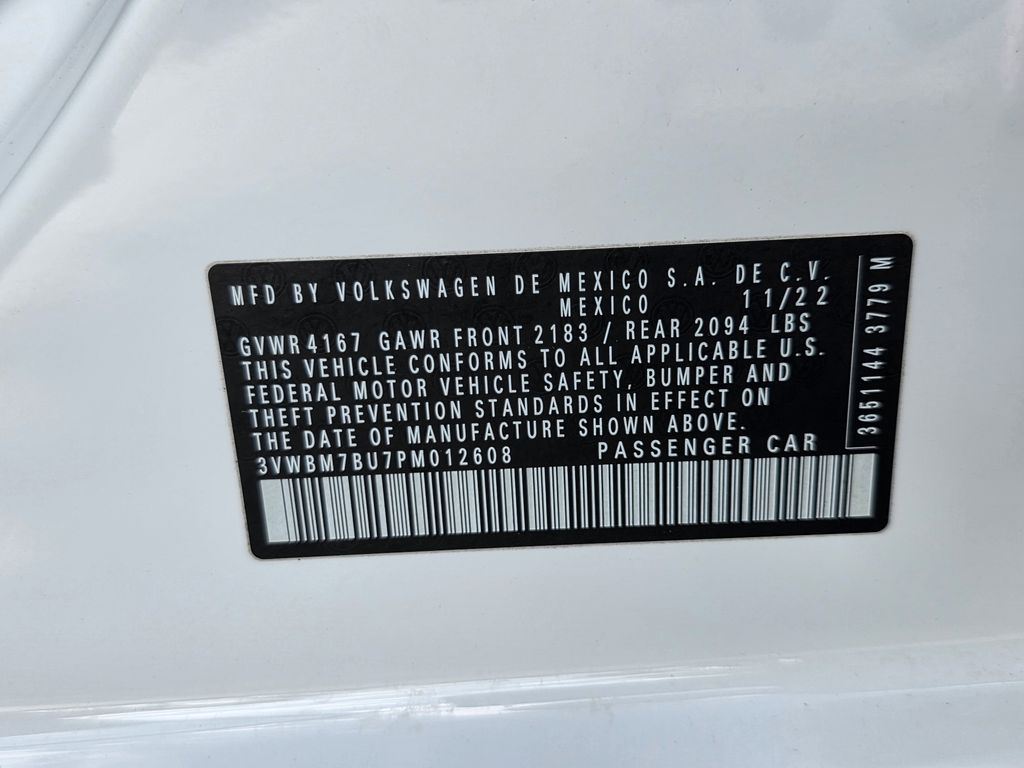 MFD BY VOLKSWAGEN DE MEXICO S.A. DE C.V.
MEXICO 11/22
GVWR 4167 GAWR FRONT 2183 / REAR 2094 LBS
THIS VEHICLE CONFORMS TO ALL APPLICABLE U.S.
FEDERAL MOTOR VEHICLE SAFETY, BUMPER AND
THEFT PREVENTION STANDARDS IN EFFECT ON
THE DATE OF MANUFACTURE SHOWN ABOVE.
3VWBM7BU7PM012608 PASSENGER CAR
3651144 3779 M